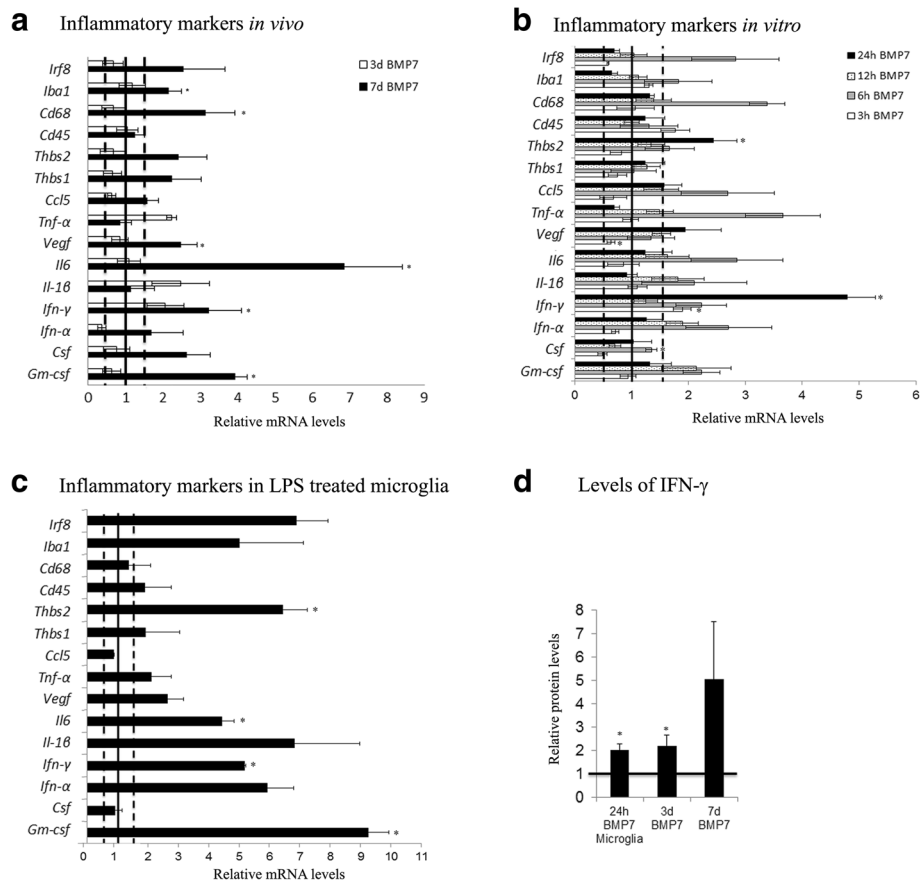 a Inflammatory markers in vivo
3d BMP7
7d BMP7
Irf8
Iba1
*
Cd68
*
Cd45
Thbs2
Thbs1
Ccl5
Tnf-α
Vegf
*
Il6
*
Il-1β
Ifn-γ
*
Ifn-α
Csf
Gm-csf
*
0 1 2 3 4 5 6 7 8 9
Relative mRNA levels
b Inflammatory markers in vitro
24h BMP7
12h BMP7
6h BMP7
3h BMP7
Irf8
Iba1
Cd68
Cd45
Thbs2
*
Thbs1
*
Ccl5
Tnf-α
Vegf
*
Il6
Il-1β
Ifn-γ
*
*
Ifn-α
Csf
*
Gm-csf
0 1 2 3 4 5 6
Relative mRNA levels
c Inflammatory markers in LPS treated microglia
Irf8
Iba1
Cd68
Cd45
Thbs2
*
Thbs1
Ccl5
Tnf-α
Vegf
Il6
*
Il-1β
Ifn-γ
*
Ifn-α
Csf
Gm-csf
*
0 1 2 3 4 5 6 7 8 9 10 11
Relative mRNA levels
d Levels of IFN-γ
Relative protein levels
8
7
6
5
4
3
2
1
0
*
*
24h
BMP7
Microglia
3d
BMP7
7d
BMP7